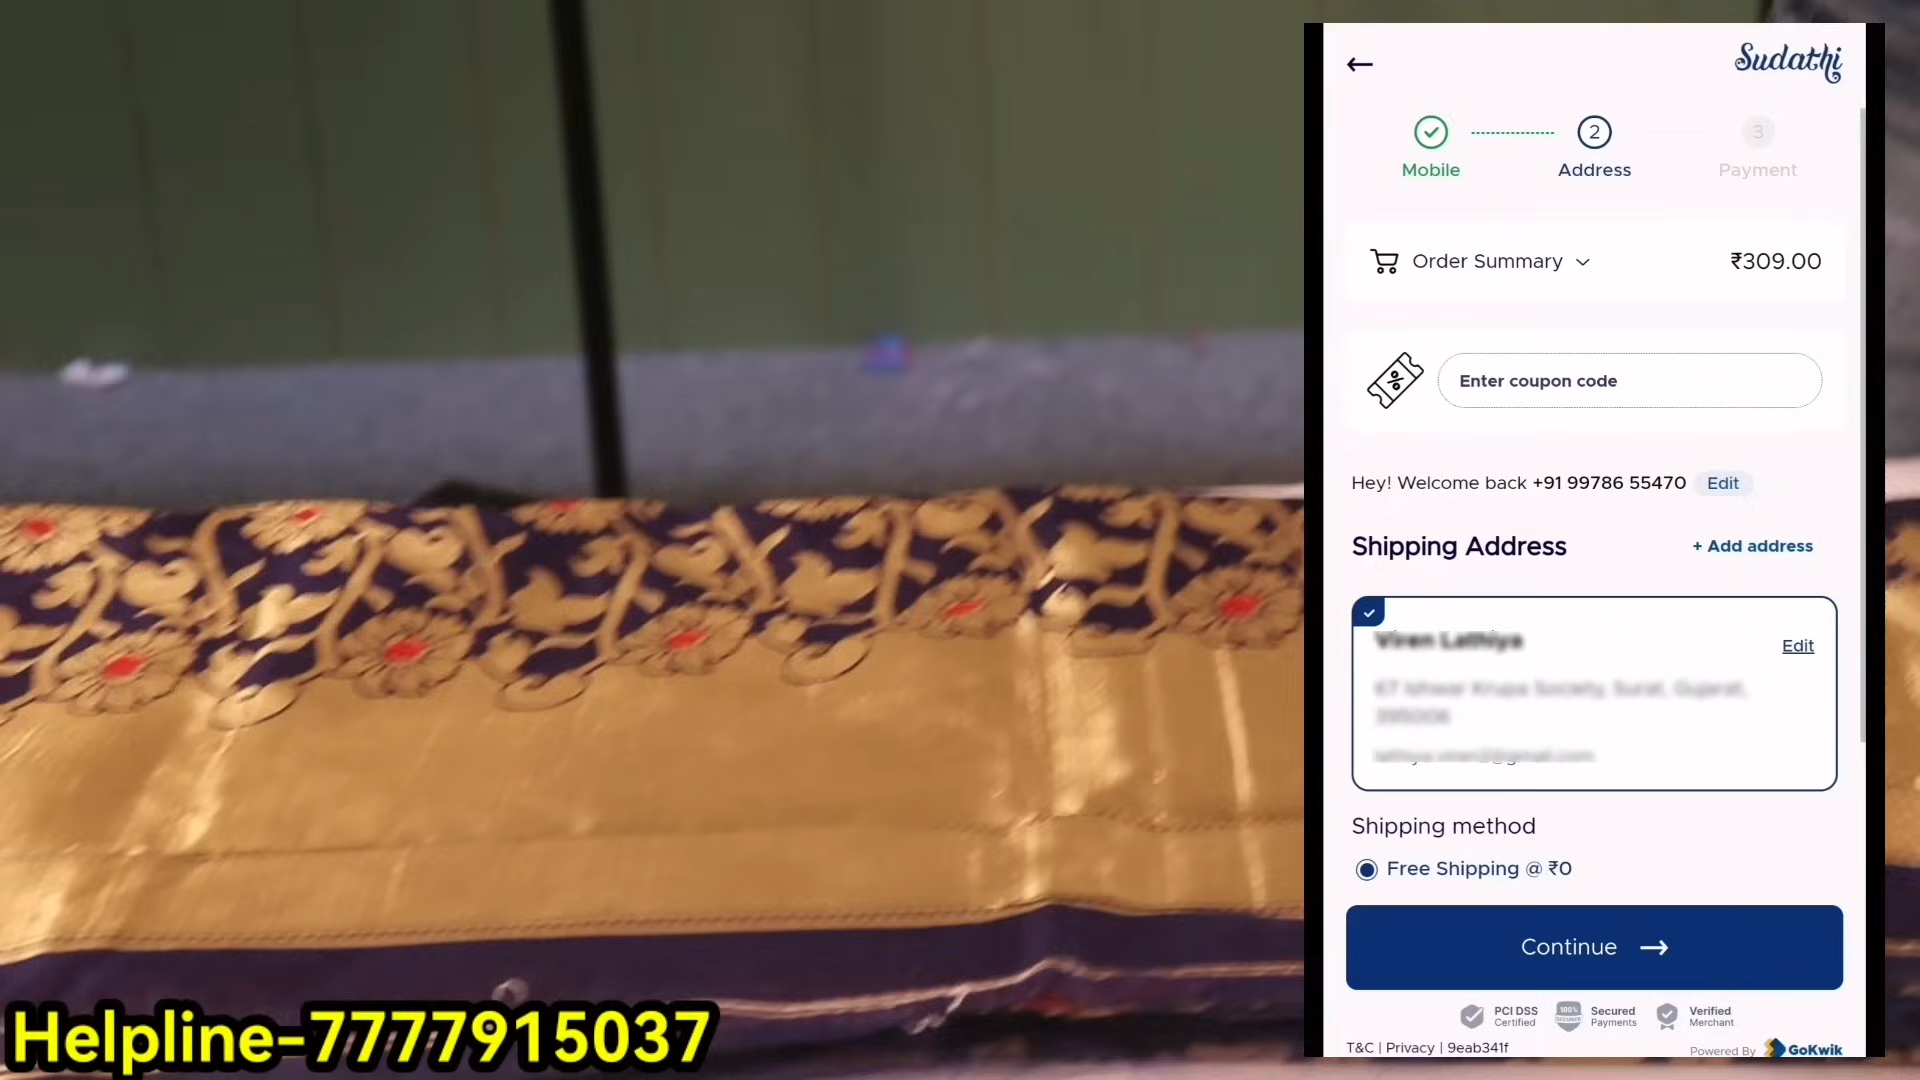 Sudathi
2
3
Mobile
Address
Payment
Order Summary
₹309.00
Enter coupon code
Hey! Welcome back +91 99786 55470 Edit
Shipping Address
+ Add address
Edit
Shipping method
Free Shipping @ ₹0
Continue
PCI DSS
Certified
100%
Secured
Payments
Verified
Merchant
T&C | Privacy | 9eab341f
Powered By GoKwik
Helpline-7777915037